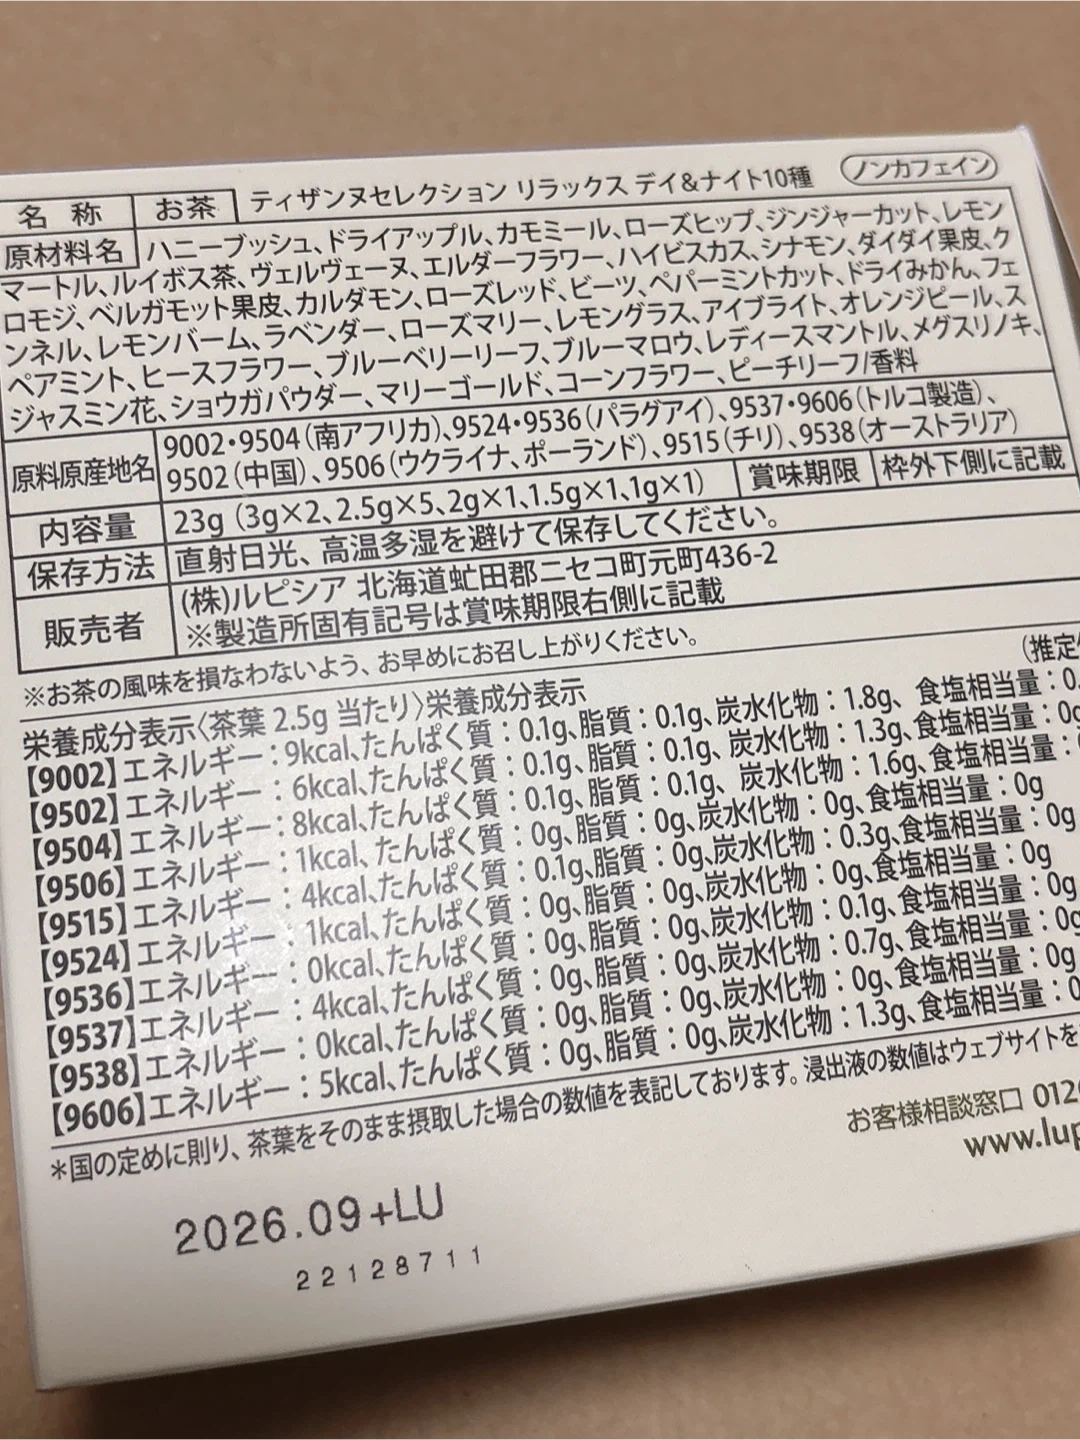 名 称 お茶 ティザンヌセレクション リラックス デイ&ナイト10種 ノンカフェイン
原材料名 ハニーブッシュ、ドライアップル、カモミール、ローズヒップ、ジンジャーカット、レモン
マートル、ルイボス茶、ヴェルヴェーヌ、エルダーフラワー、ハイビスカス、シナモン、ダイダイ果皮、ク
ロモジ、ベルガモット果皮、カルダモン、ローズレッド、ビーツ、ペパーミントカット、ドライみかん、フェ
ンネル、レモンバーム、ラベンダー、ローズマリー、レモングラス、アイブライト、オレンジピール、ス
ペアミント、ヒースフラワー、ブルーベリーリーフ、ブルーマロウ、レディースマントル、メグスリノキ、
ジャスミン花、ショウガパウダー、マリーゴールド、コーンフラワー、ピーチリーフ/香料
原料原産地名 9002・9504(南アフリカ)、9524・9536(パラグアイ)、9537・9606(トルコ製造)、
9502(中国)、9506(ウクライナ、ポーランド)、9515(チリ)、9538(オーストラリア)
内容量 23g (3g×2、2.5g×5、2g×1、1.5g×1、1g×1) 賞味期限 枠外下側に記載
保存方法 直射日光、高温多湿を避けて保存してください。
販売者 (株)ルピシア 北海道虻田郡ニセコ町元町436-2
※製造所固有記号は賞味期限右側に記載
※お茶の風味を損なわないよう、お早めにお召し上がりください。
栄養成分表示〈茶葉 2.5g 当たり〉栄養成分表示 (推定
【9002】エネルギー:9kcal、たんぱく質:0.1g、脂質:0.1g、炭水化物:1.8g、食塩相当量:0.
【9502】エネルギー:6kcal、たんぱく質:0.1g、脂質:0.1g、炭水化物:1.3g、食塩相当量:0g
【9504】エネルギー:8kcal、たんぱく質:0.1g、脂質:0.1g、炭水化物:1.6g、食塩相当量:
【9506】エネルギー:1kcal、たんぱく質:0g、脂質:0g、炭水化物:0g、食塩相当量:0g
【9515】エネルギー:4kcal、たんぱく質:0.1g、脂質:0g、炭水化物:0.3g、食塩相当量:0g
【9524】エネルギー:1kcal、たんぱく質:0g、脂質:0g、炭水化物:0g、食塩相当量:0g
【9536】エネルギー:0kcal、たんぱく質:0g、脂質:0g、炭水化物:0.1g、食塩相当量:0g
【9537】エネルギー:4kcal、たんぱく質:0g、脂質:0g、炭水化物:0.7g、食塩相当量:0g
【9538】エネルギー:0kcal、たんぱく質:0g、脂質:0g、炭水化物:0g、食塩相当量:0g
【9606】エネルギー:5kcal、たんぱく質:0g、脂質:0g、炭水化物:1.3g、食塩相当量:0
*国の定めに則り、茶葉をそのまま摂取した場合の数値を表記しております。浸出液の数値はウェブサイトを
お客様相談窓口 012
www.lup
2026.09+LU
22128711